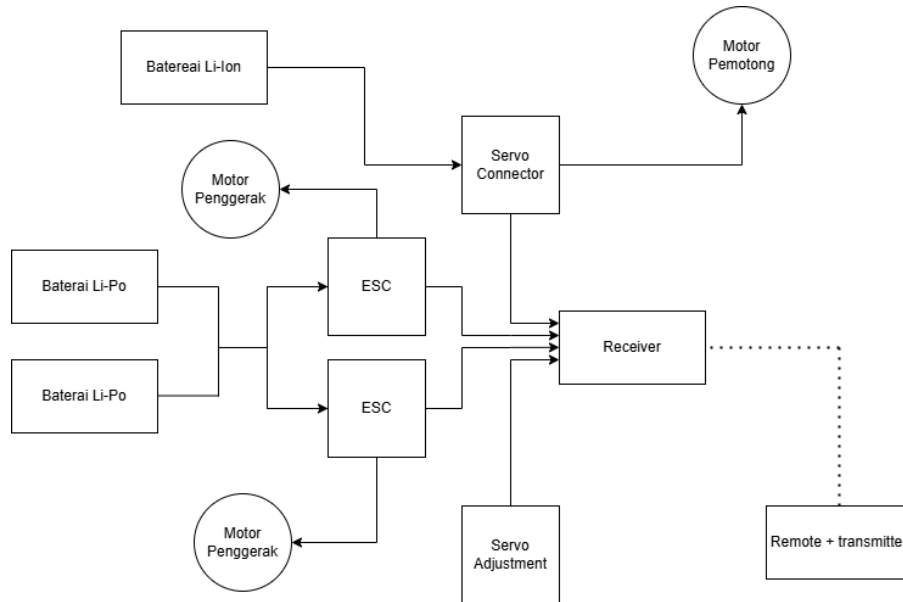 Motor
Pemotong
Batereai Li-Ion
Servo
Connector
Motor
Penggerak
Baterai Li-Po
ESC
Receiver
Baterai Li-Po
ESC
Motor
Penggerak
Servo
Adjustment
Remote + transmitte